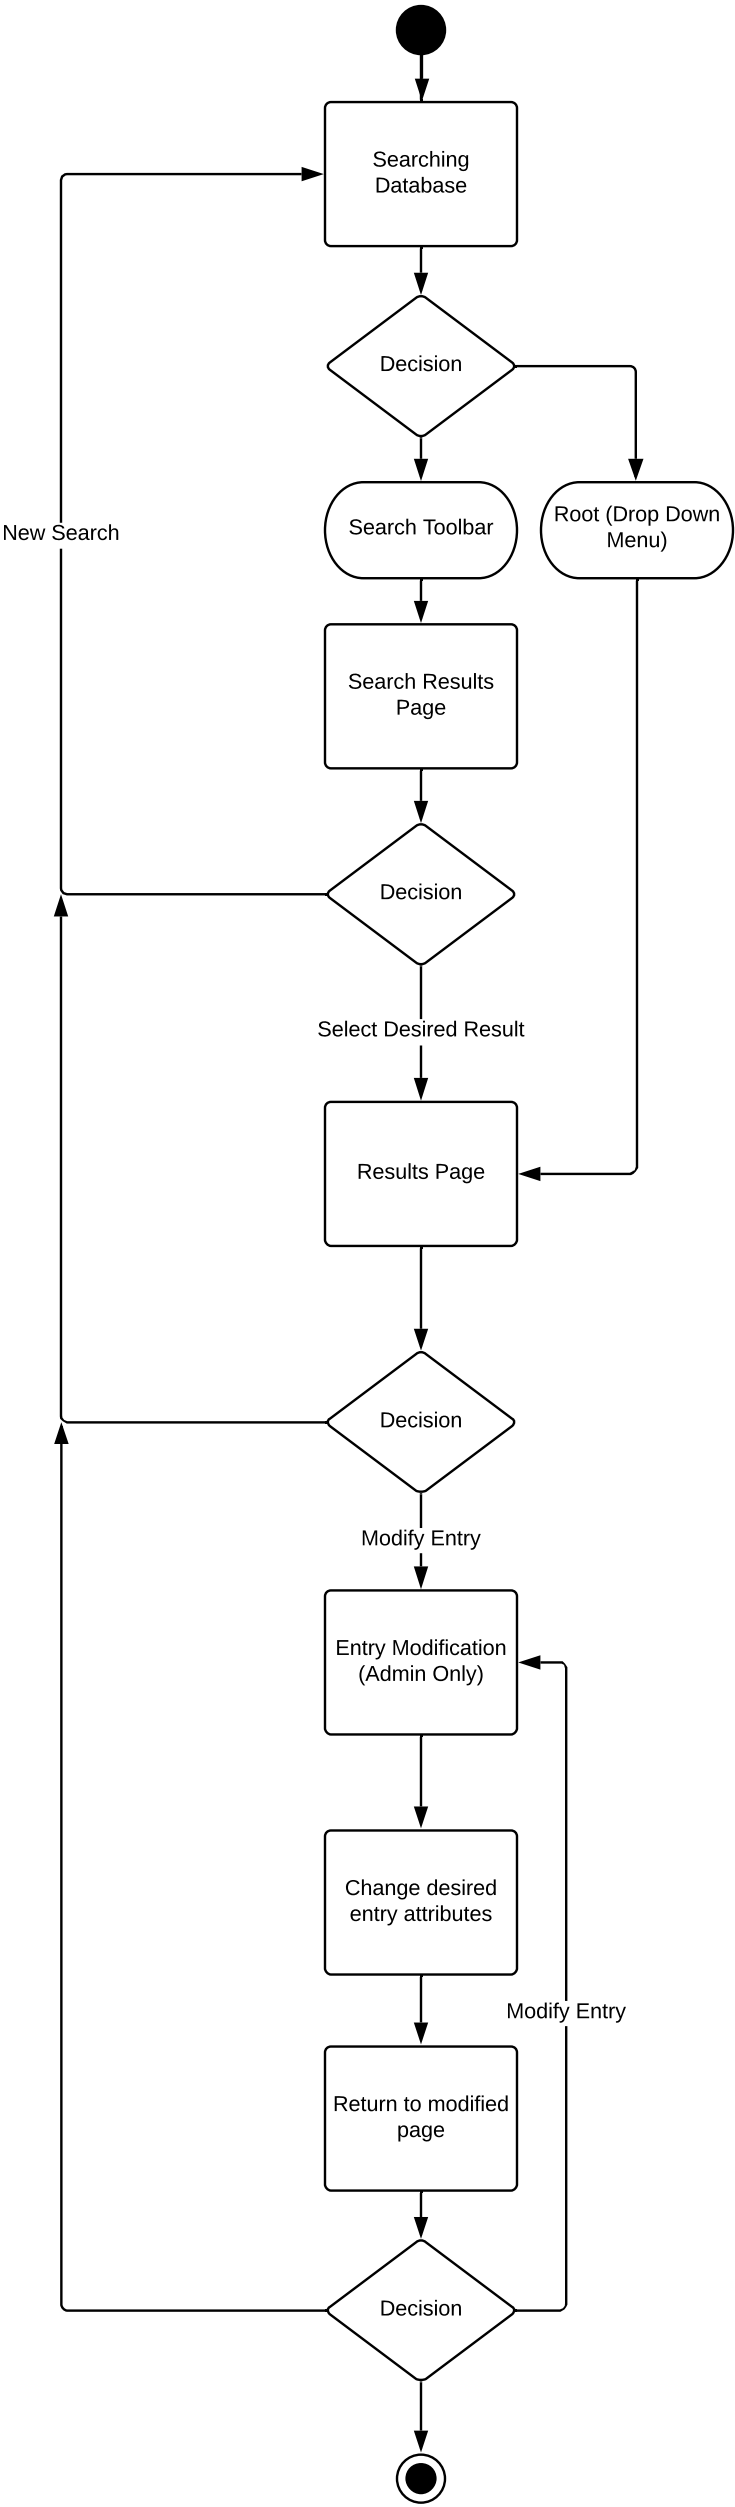 Searching
Database
Decision
Search Toolbar
Root (Drop Down
Menu)
New Search
Search Results
Page
Decision
Select Desired Result
Results Page
Decision
Modify Entry
Entry Modification
(Admin Only)
Change desired
entry attributes
Modify Entry
Return to modified
page
Decision